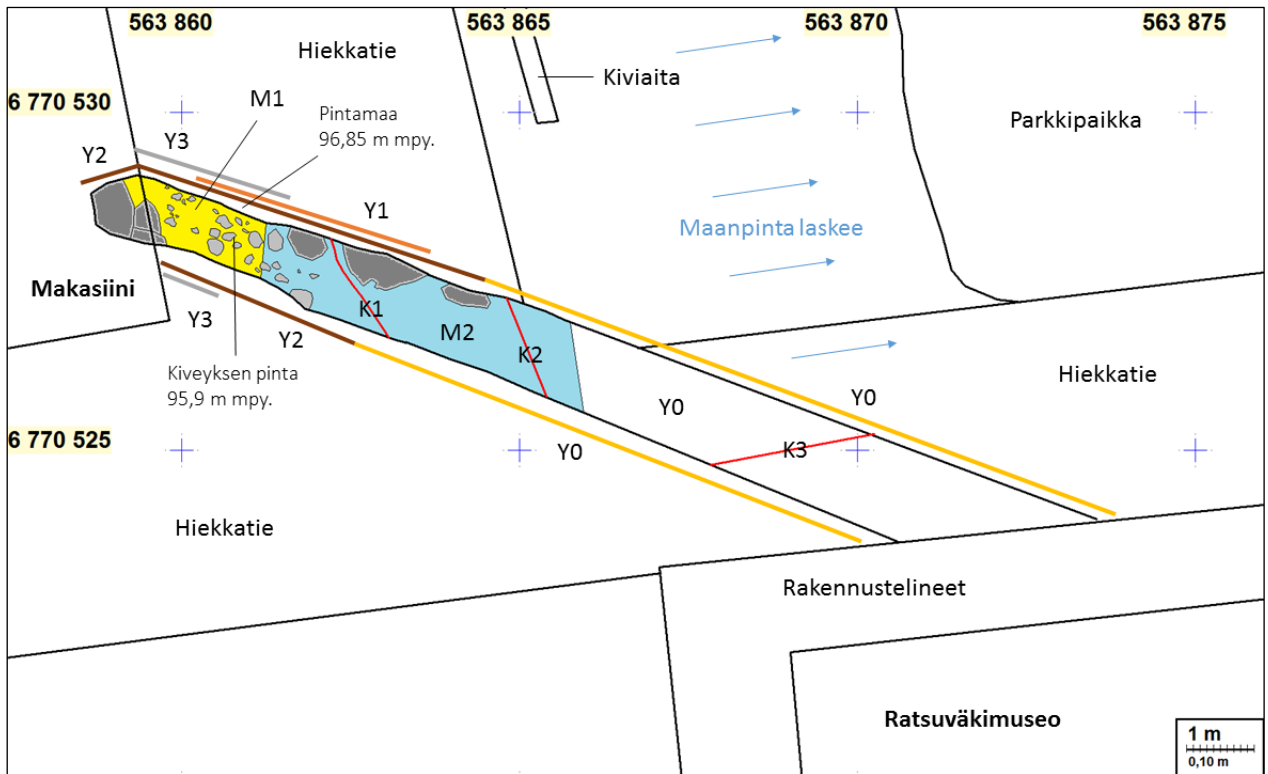 563 860
563 865
563 870
563 875
Hiekkatie
Kiviaita
6 770 530
M1
Pintamaa
96,85 m mpy.
Parkkipaikka
Y3
Y2
Y1
Maanpinta laskee
Makasiini
K1
M2
K2
Y3
Y2
Kiveyksen pinta
95,9 m mpy.
Hiekkatie
Y0
Y0
6 770 525
Y0
K3
Hiekkatie
Rakennustelineet
Ratsuväkimuseo
1 m
0,10 m